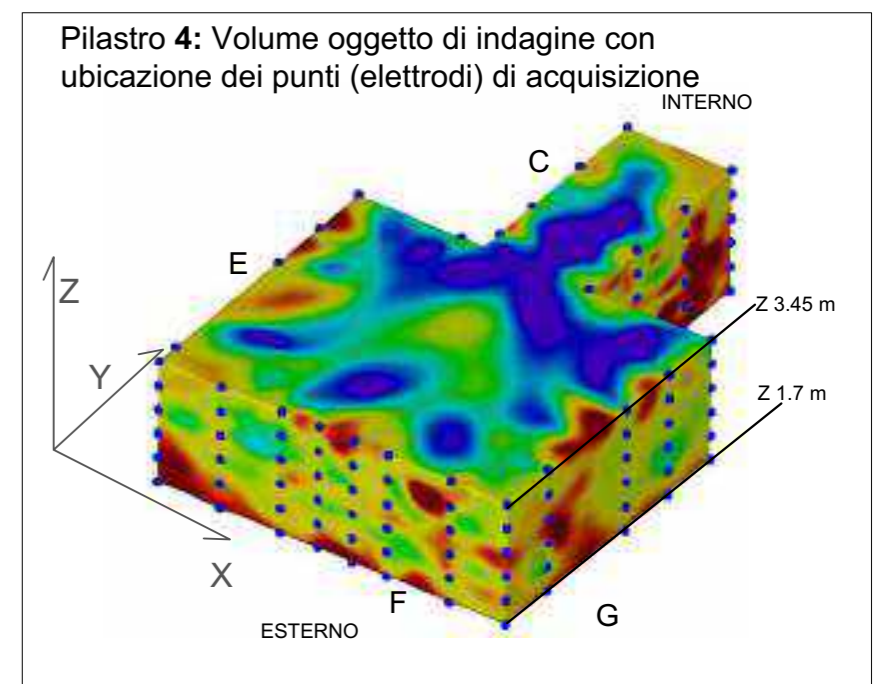 Pilastro 4: Volume oggetto di indagine con
ubicazione dei punti (elettrodi) di acquisizione
INTERNO
C
E
Z
Z 3.45 m
Y
Z 1.7 m
X
F
G
ESTERNO